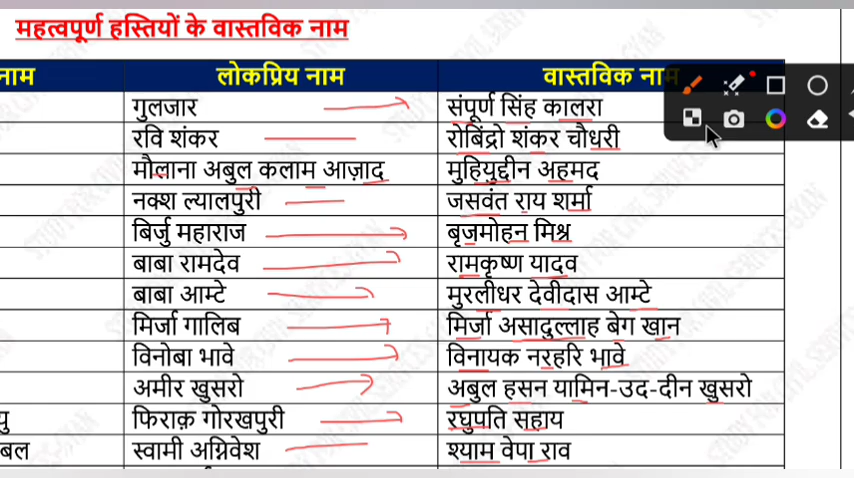 महत्वपूर्ण हस्तियों के वास्तविक नाम
नाम लोकप्रिय नाम वास्तविक नाम
गुलजार संपूर्ण सिंह कालरा
रवि शंकर रोबिंद्रो शंकर चौधरी
मौलाना अबुल कलाम आज़ाद मुहियुद्दीन अहमद
नक्श ल्यालपुरी जसवंत राय शर्मा
बिर्जु महाराज बृजमोहन मिश्र
बाबा रामदेव रामकृष्ण यादव
बाबा आम्टे मुरलीधर देवीदास आम्टे
मिर्जा गालिब मिर्जा असादुल्लाह बेग खान
विनोबा भावे विनायक नरहरि भावे
अमीर खुसरो अबुल हसन यामिन-उद-दीन खुसरो
यु फिराक़ गोरखपुरी रघुपति सहाय
बल स्वामी अग्निवेश श्याम वेपा राव